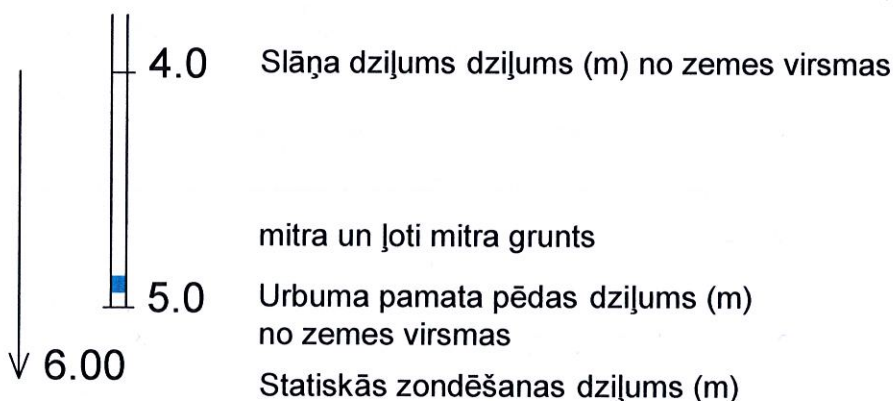 4.0 Slāņa dziļums dziļums (m) no zemes virsmas
mitra un ļoti mitra grunts
5.0 Urbuma pamata pēdas dziļums (m)
no zemes virsmas
6.00 Statiskās zondēšanas dziļums (m)